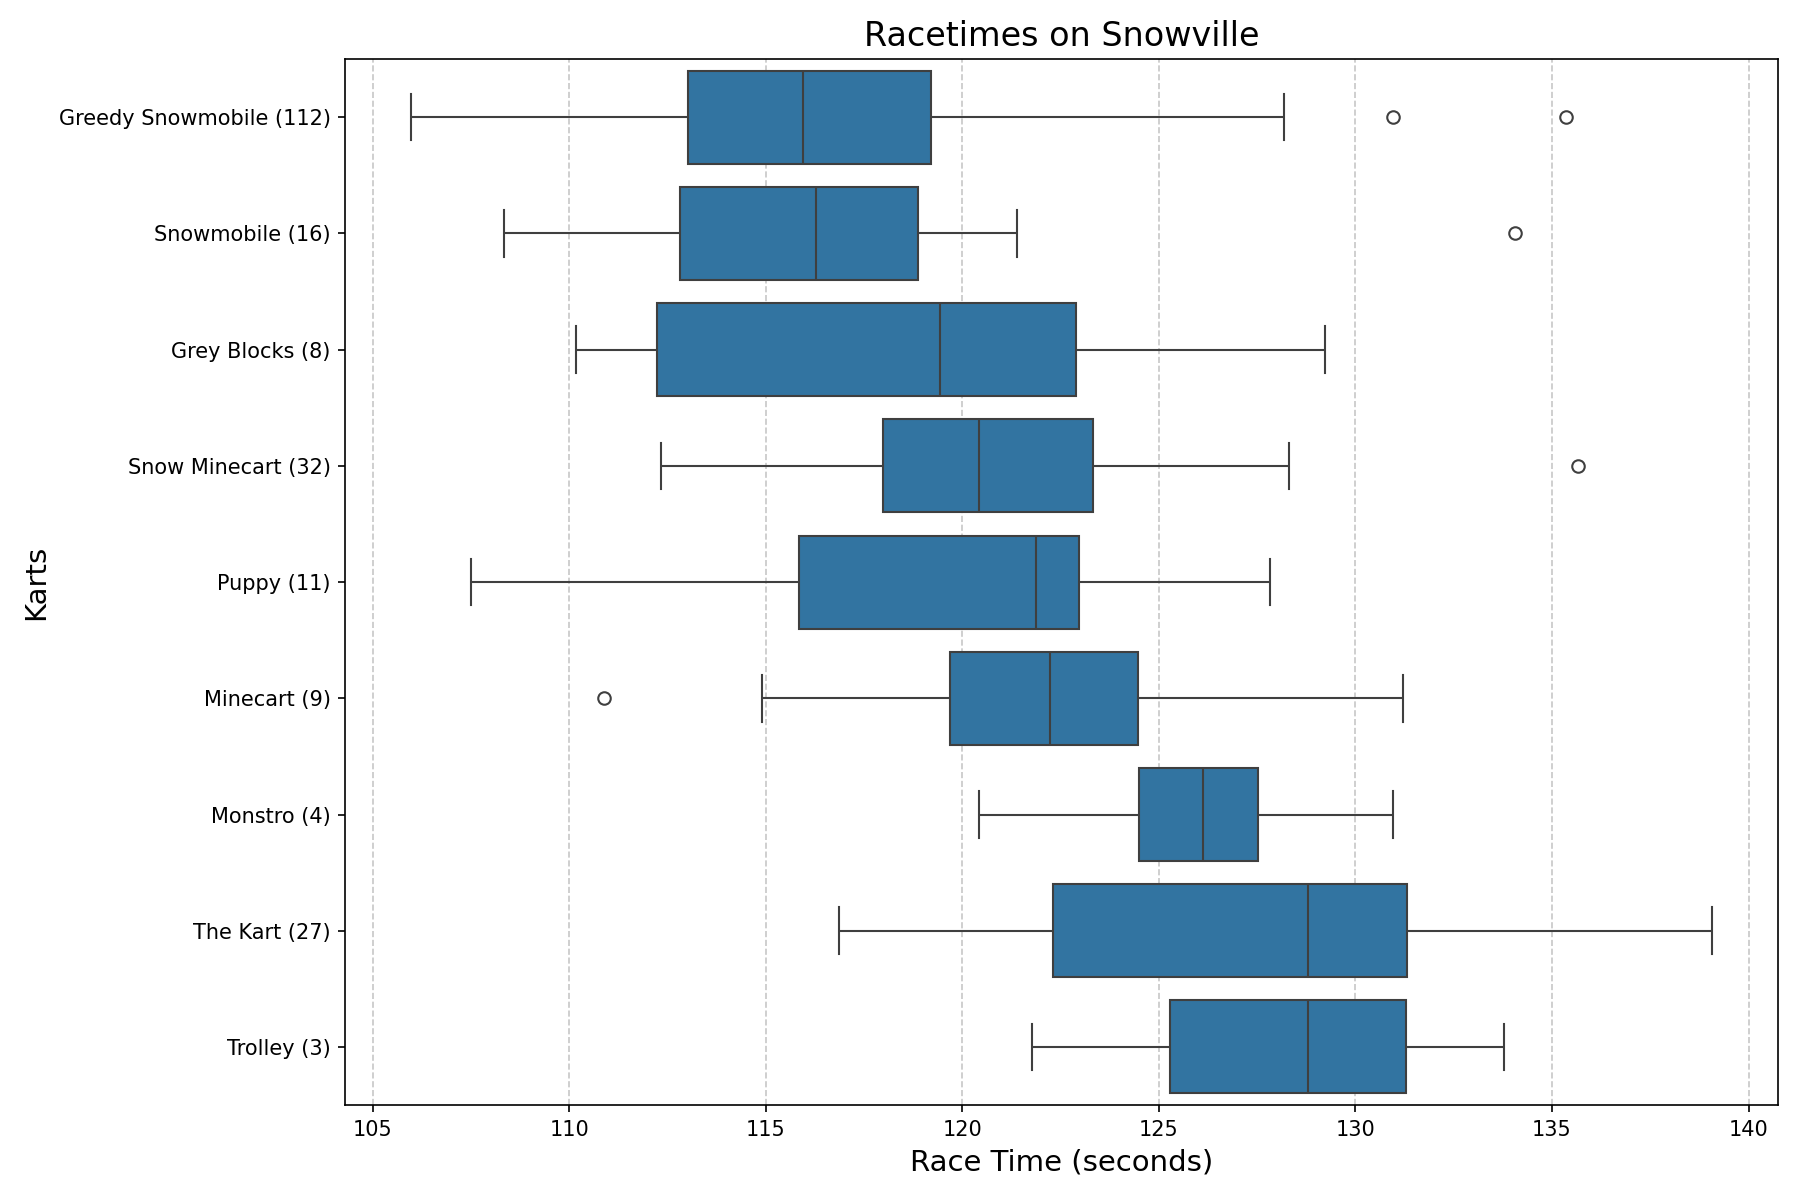 Racetimes on Snowville
Karts
Greedy Snowmobile (112)
Snowmobile (16)
Grey Blocks (8)
Snow Minecart (32)
Puppy (11)
Minecart (9)
Monstro (4)
The Kart (27)
Trolley (3)
105 110 115 120 125 130 135 140
Race Time (seconds)